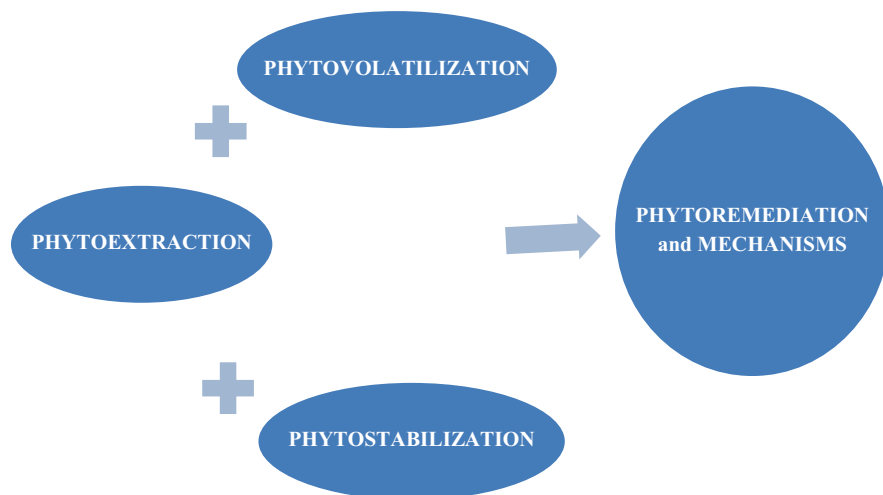 PHYTOVOLATILIZATION
PHYTOEXTRACTION
PHYTOREMEDIATION
and MECHANISMS
PHYTOSTABILIZATION